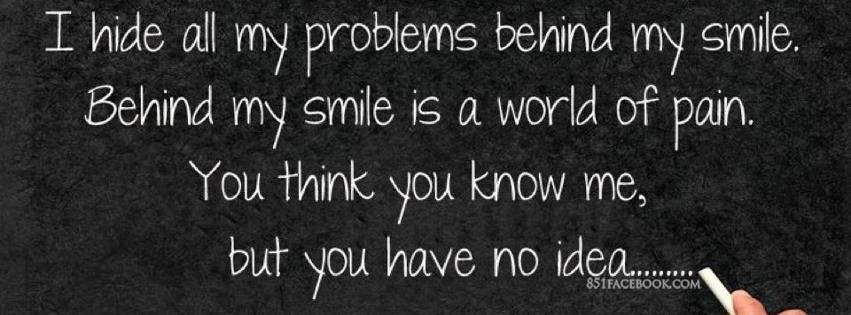 I hide all my problems behind my smile.
Behind my smile is a world of pain.
You think you know me,
but you have no idea.........
851FACEBOOK.COM